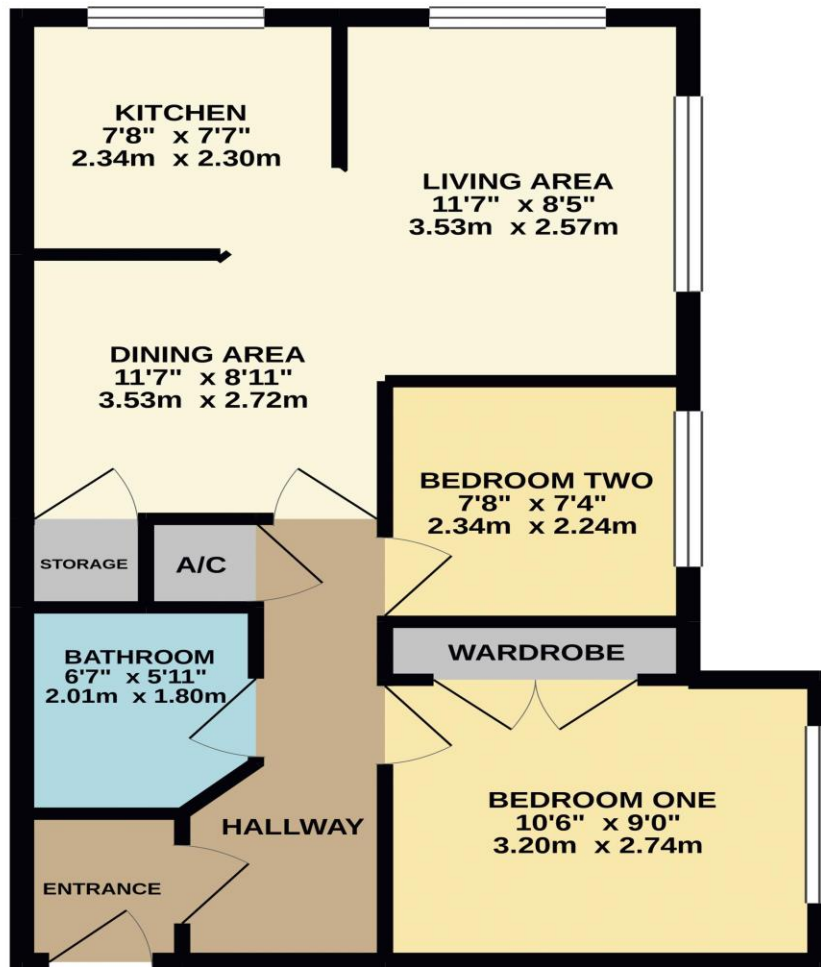 KITCHEN
7'8" x 7'7"
2.34m x 2.30m
LIVING AREA
11'7" x 8'5"
3.53m x 2.57m
DINING AREA
11'7" x 8'11"
3.53m x 2.72m
BEDROOM TWO
7'8" x 7'4"
2.34m x 2.24m
STORAGE
A/C
BATHROOM
6'7" x 5'11"
2.01m x 1.80m
WARDROBE
BEDROOM ONE
10'6" x 9'0"
3.20m x 2.74m
HALLWAY
ENTRANCE